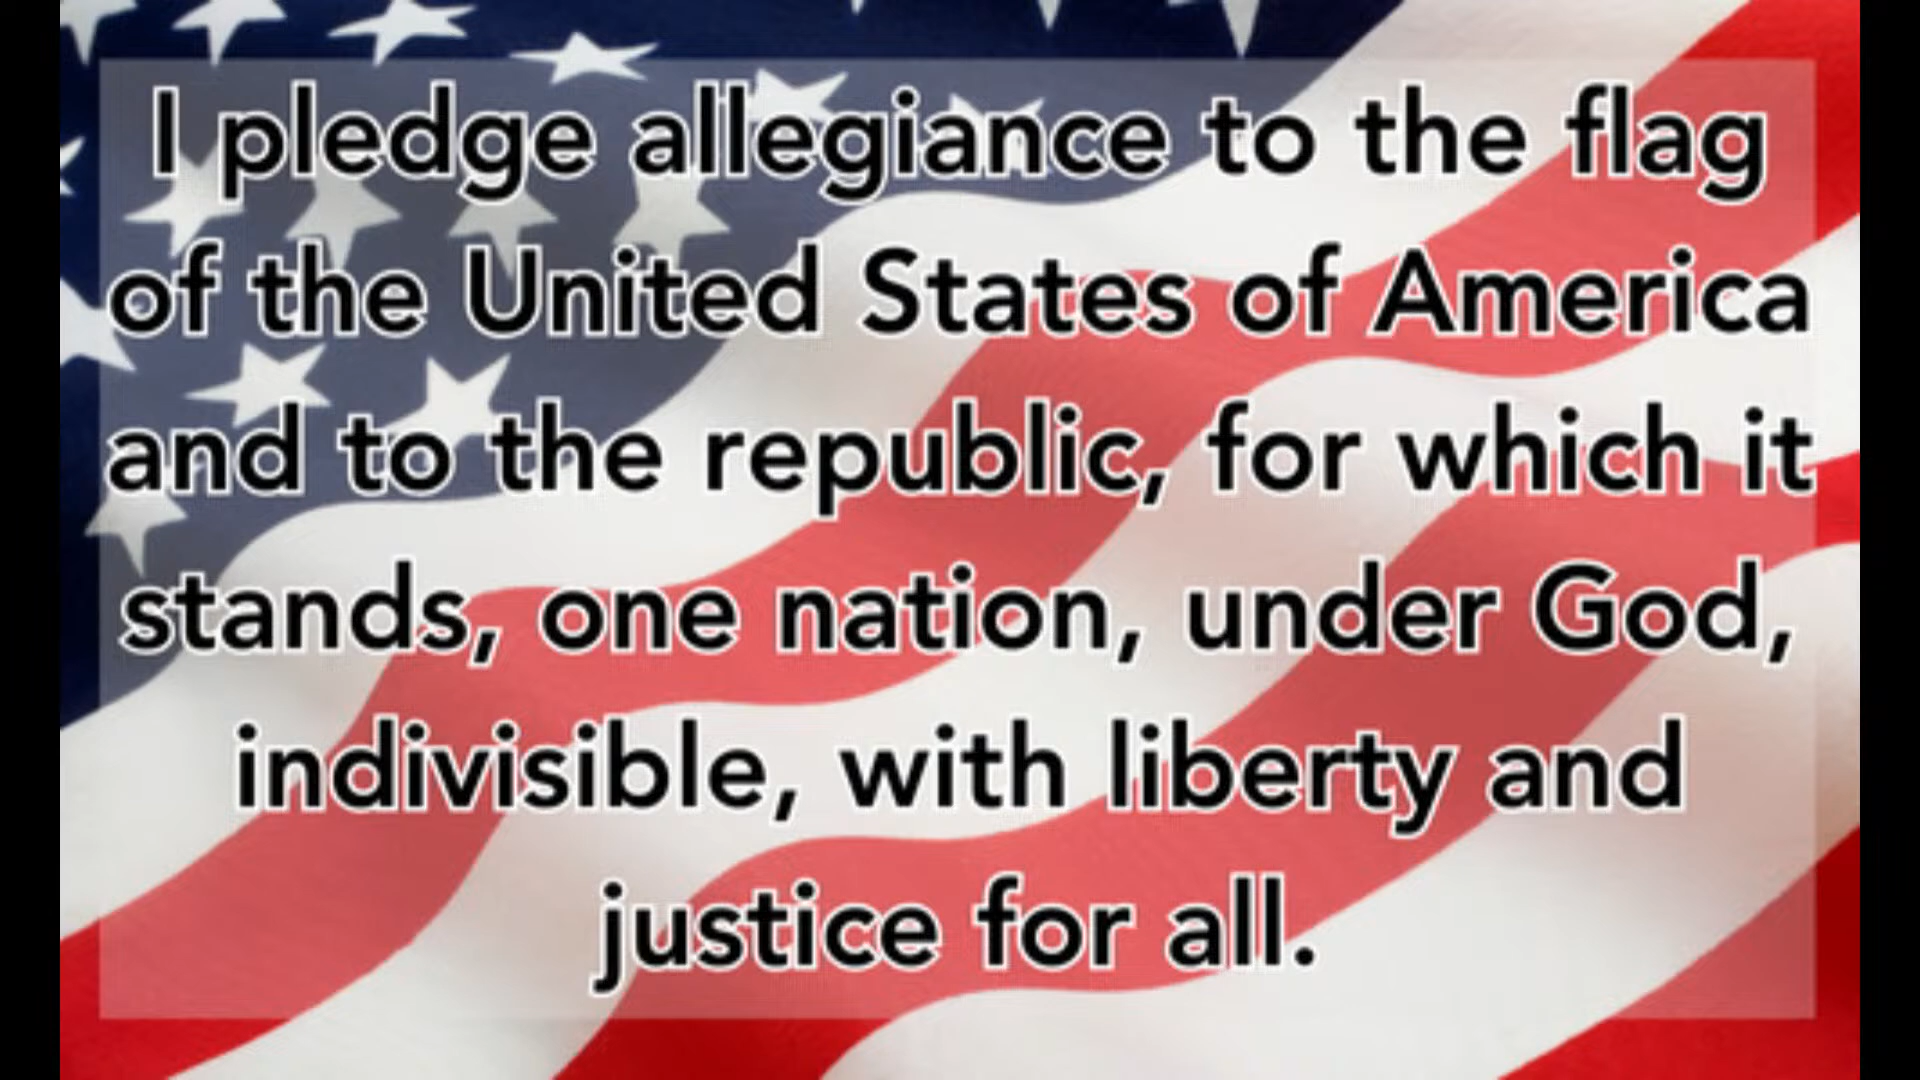 I pledge allegiance to the flag
of the United States of America
and to the republic, for which it
stands, one nation, under God,
indivisible, with liberty and
justice for all.